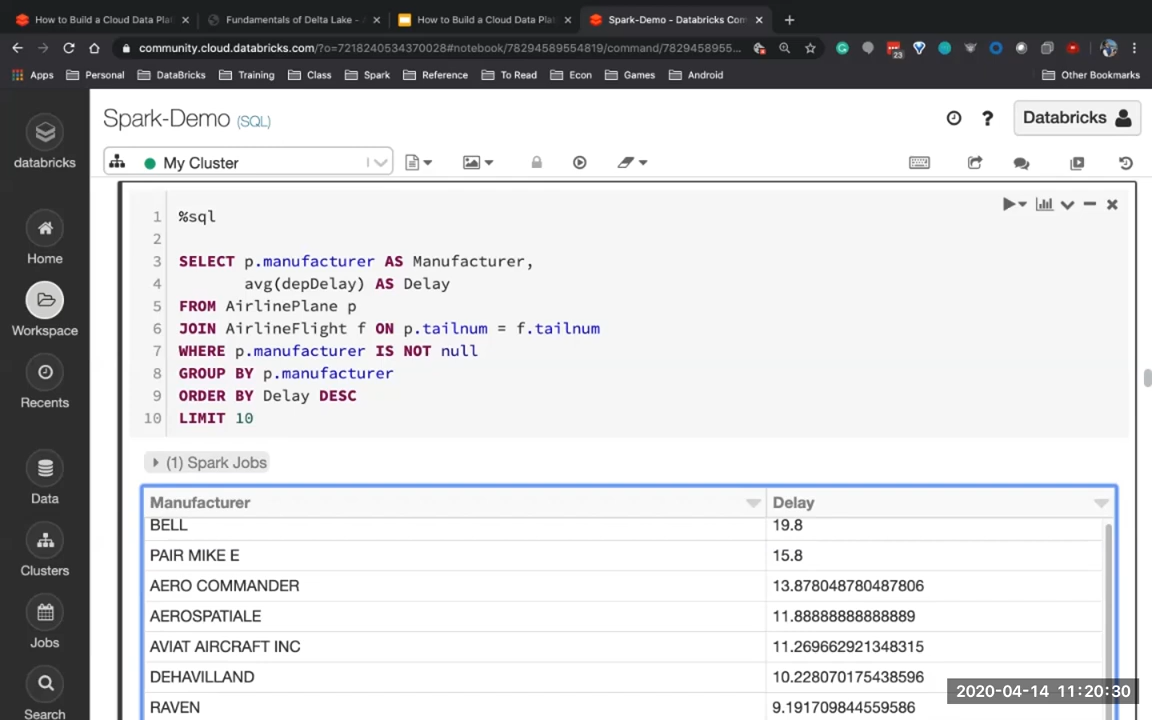 How to Build a Cloud Data Plat
Fundamentals of Delta Lake -
How to Build a Cloud Data Plat
Spark-Demo - Databricks Com
community.cloud.databricks.com/?o=7218240534370028#notebook/78294589554819/command/7829458955...
23
Apps
Personal
DataBricks
Training
Class
Spark
Reference
To Read
Econ
Games
Android
Other Bookmarks
databricks
Home
Workspace
Recents
Data
Clusters
Jobs
Search
Spark-Demo (SQL)
? Databricks
My Cluster
1 %sql
2
3 SELECT p.manufacturer AS Manufacturer,
4 avg(depDelay) AS Delay
5 FROM AirlinePlane p
6 JOIN AirlineFlight f ON p.tailnum = f.tailnum
7 WHERE p.manufacturer IS NOT null
8 GROUP BY p.manufacturer
9 ORDER BY Delay DESC
10 LIMIT 10
(1) Spark Jobs
Manufacturer Delay
BELL 19.8
PAIR MIKE E 15.8
AERO COMMANDER 13.878048780487806
AEROSPATIALE 11.88888888888889
AVIAT AIRCRAFT INC 11.269662921348315
DEHAVILLAND 10.228070175438596
RAVEN 9.191709844559586
2020-04-14 11:20:30